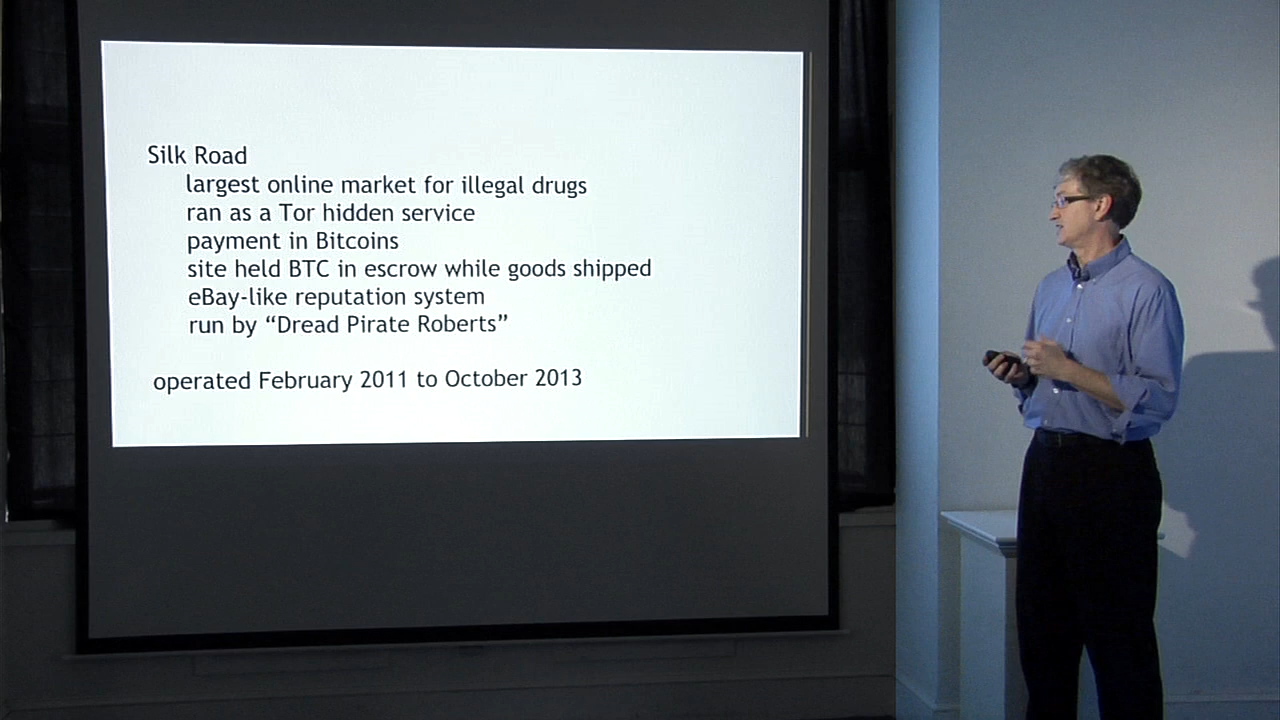 Silk Road
largest online market for illegal drugs
ran as a Tor hidden service
payment in Bitcoins
site held BTC in escrow while goods shipped
eBay-like reputation system
run by “Dread Pirate Roberts”
operated February 2011 to October 2013